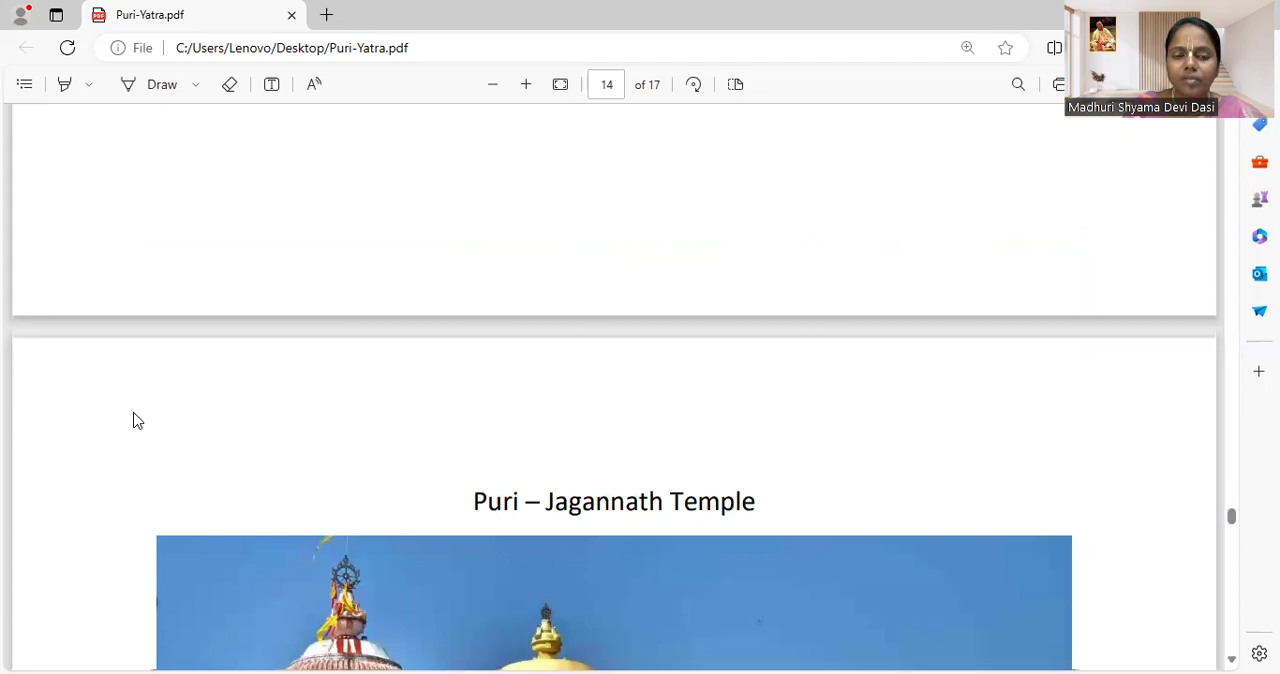 Puri-Yatra.pdf
File
C:/Users/Lenovo/Desktop/Puri-Yatra.pdf
Draw
14
of 17
Madhuri Shyama Devi Dasi
Puri – Jagannath Temple